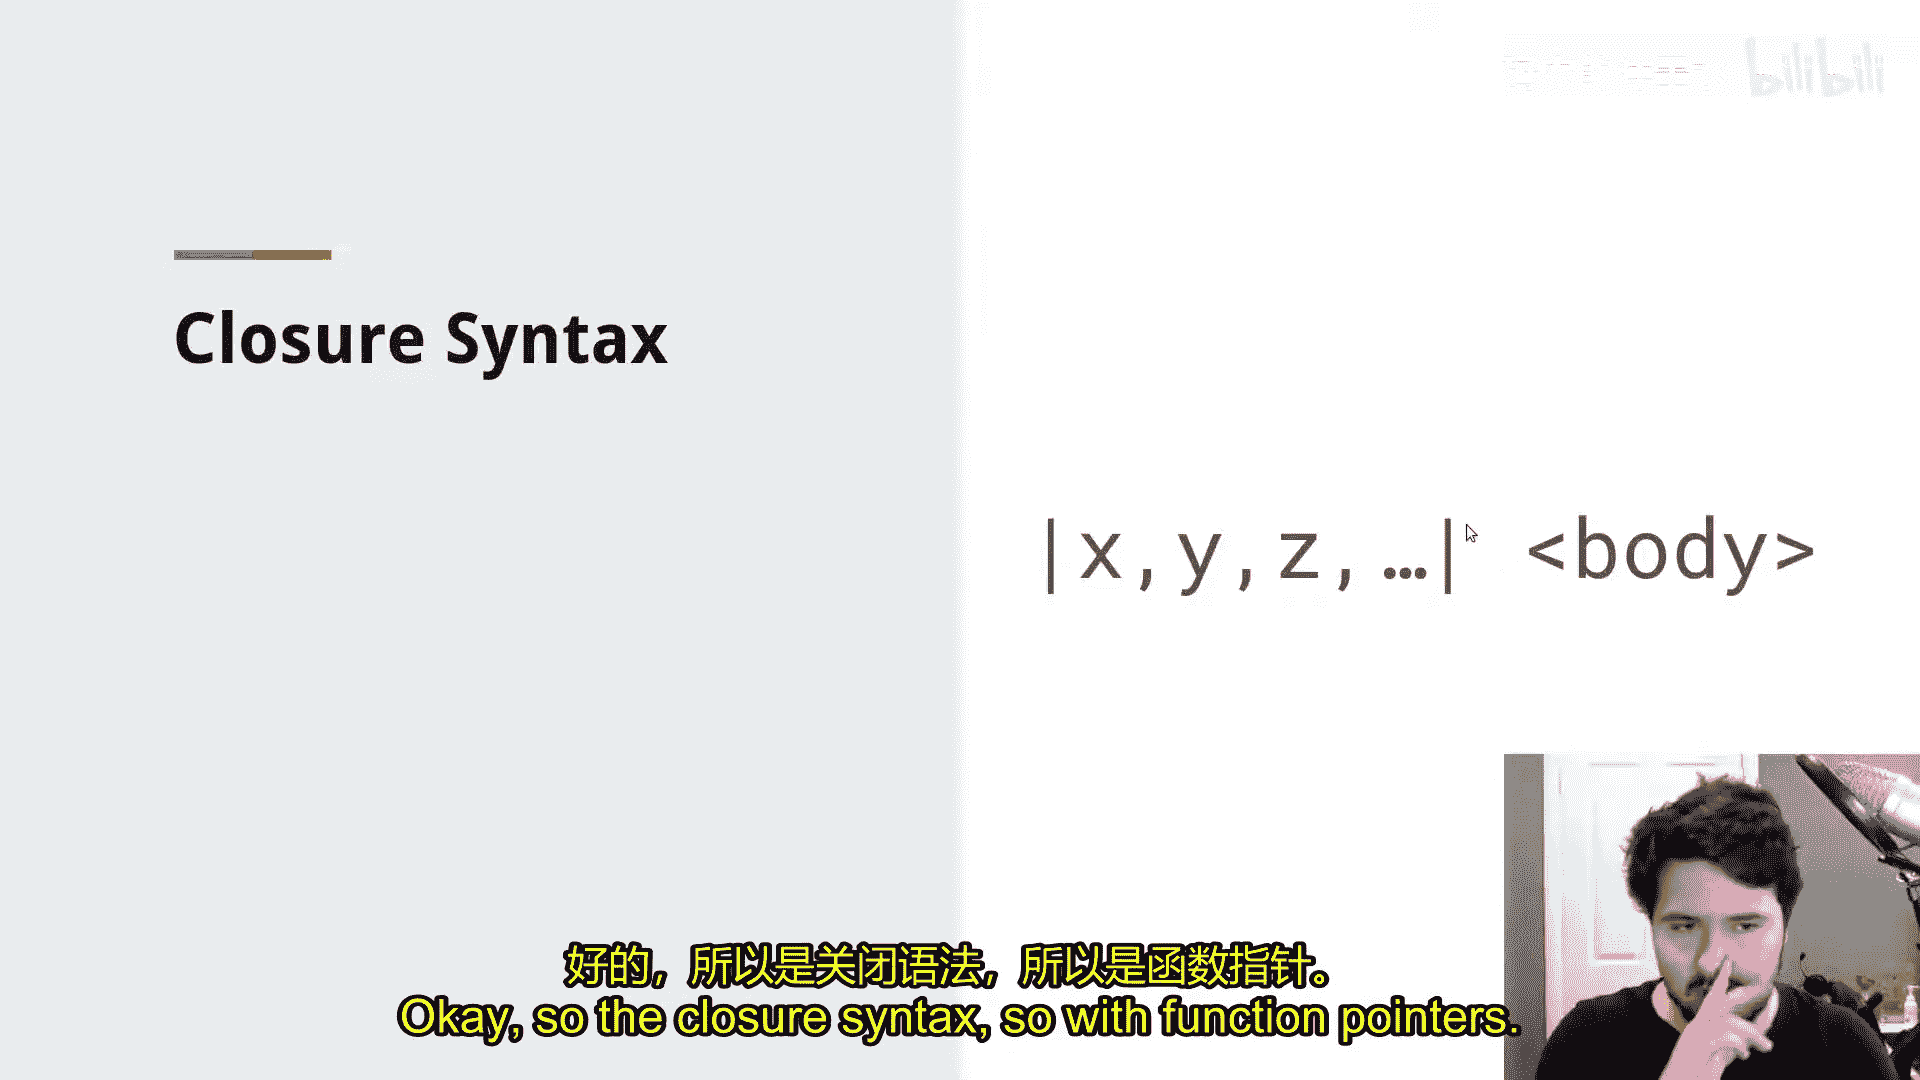 bilibili
Closure Syntax
|x,y,z,…| <body>
好的，所以是关闭语法，所以是函数指针。
Okay, so the closure syntax, so with function pointers.